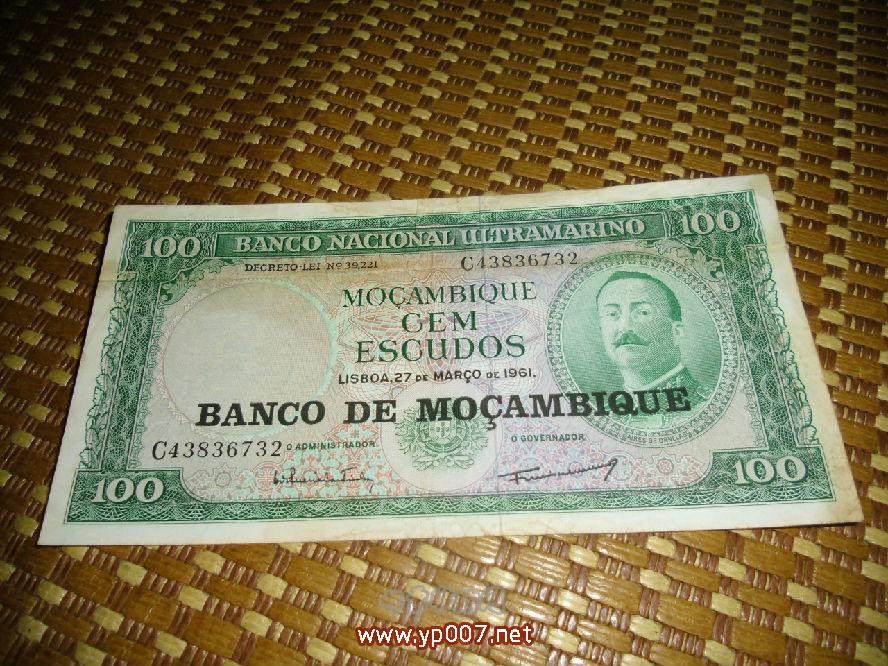 100 BANCO NACIONAL ULTRAMARINO 100
DECRETO-LEI Nº 39,221 C43836732
MOÇAMBIQUE
CEM
ESCUDOS
LISBOA, 27 DE MARÇO DE 1961.
BANCO DE MOÇAMBIQUE
C43836732 O ADMINISTRADOR O GOVERNADOR
100 100
www.yp007.net